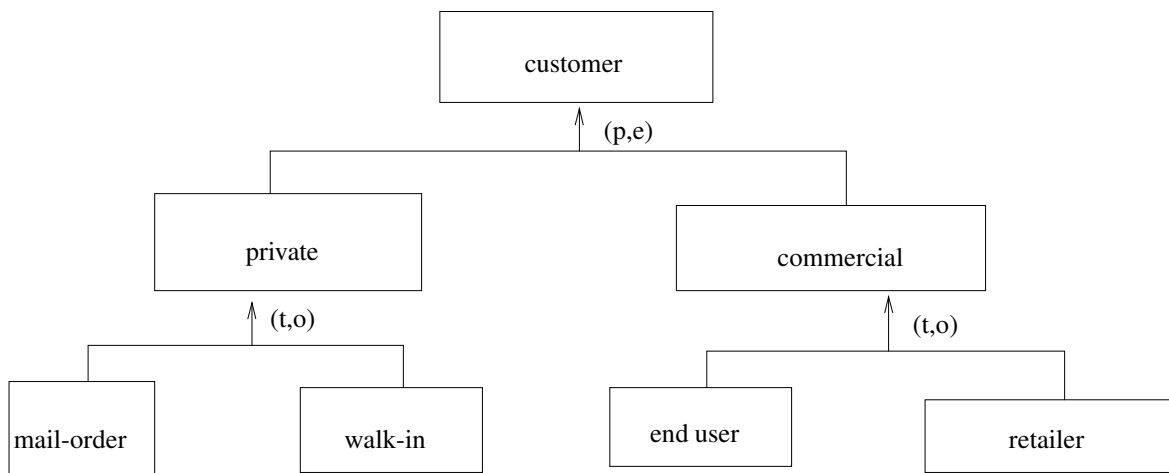 customer
(p,e)
private
commercial
(t,o)
(t,o)
mail-order
walk-in
end user
retailer